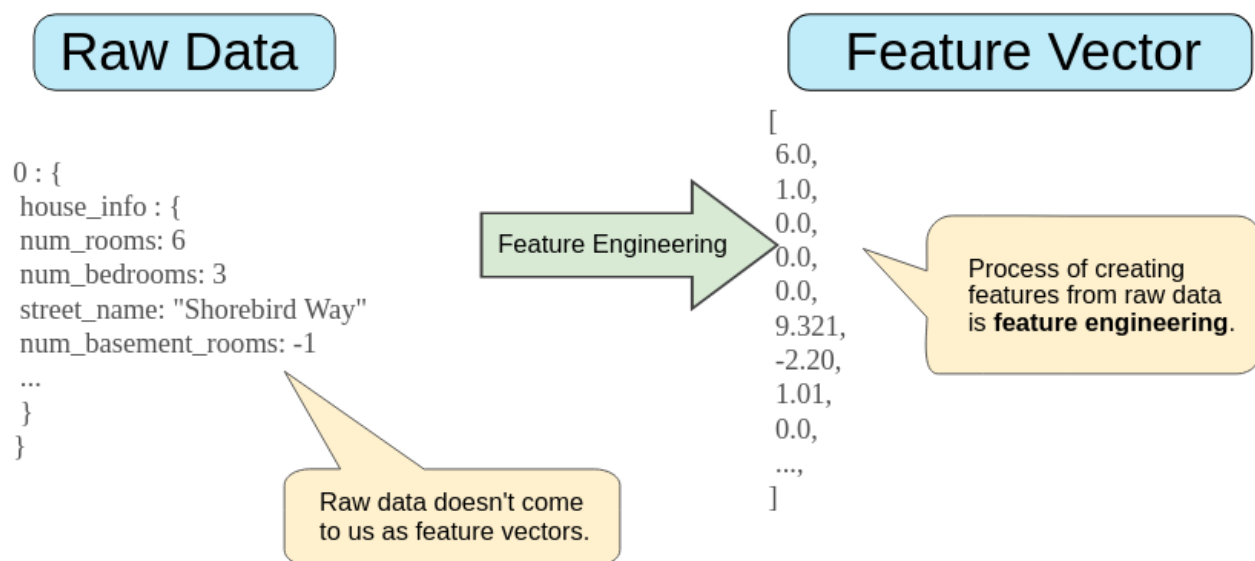 Raw Data
0 : {
house_info : {
num_rooms: 6
num_bedrooms: 3
street_name: "Shorebird Way"
num_basement_rooms: -1
...
}
}
Raw data doesn't come
to us as feature vectors.
Feature Engineering
Feature Vector
[
6.0,
1.0,
0.0,
0.0,
0.0,
9.321,
-2.20,
1.01,
0.0,
...,
]
Process of creating
features from raw data
is feature engineering.